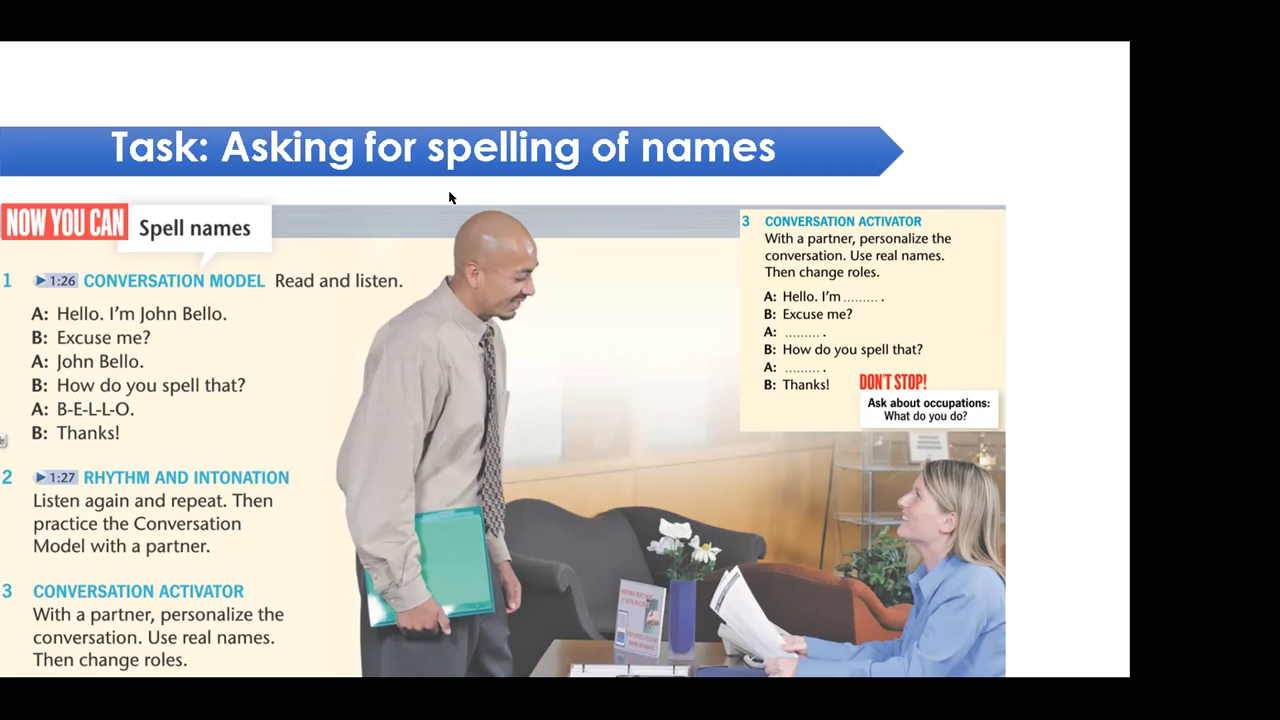 Task: Asking for spelling of names
NOW YOU CAN Spell names
1 1:26 CONVERSATION MODEL Read and listen.
A: Hello. I'm John Bello.
B: Excuse me?
A: John Bello.
B: How do you spell that?
A: B-E-L-L-O.
B: Thanks!
2 1:27 RHYTHM AND INTONATION
Listen again and repeat. Then
practice the Conversation
Model with a partner.
3 CONVERSATION ACTIVATOR
With a partner, personalize the
conversation. Use real names.
Then change roles.
3 CONVERSATION ACTIVATOR
With a partner, personalize the
conversation. Use real names.
Then change roles.
A: Hello. I'm ......... .
B: Excuse me?
A: ......... .
B: How do you spell that?
A: ......... .
B: Thanks!
DON'T STOP!
Ask about occupations:
What do you do?